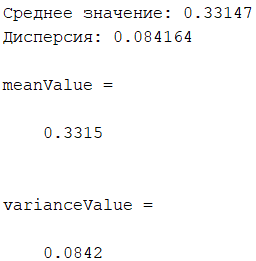 Среднее значение: 0.33147
Дисперсия: 0.084164
meanValue =
0.3315
varianceValue =
0.0842